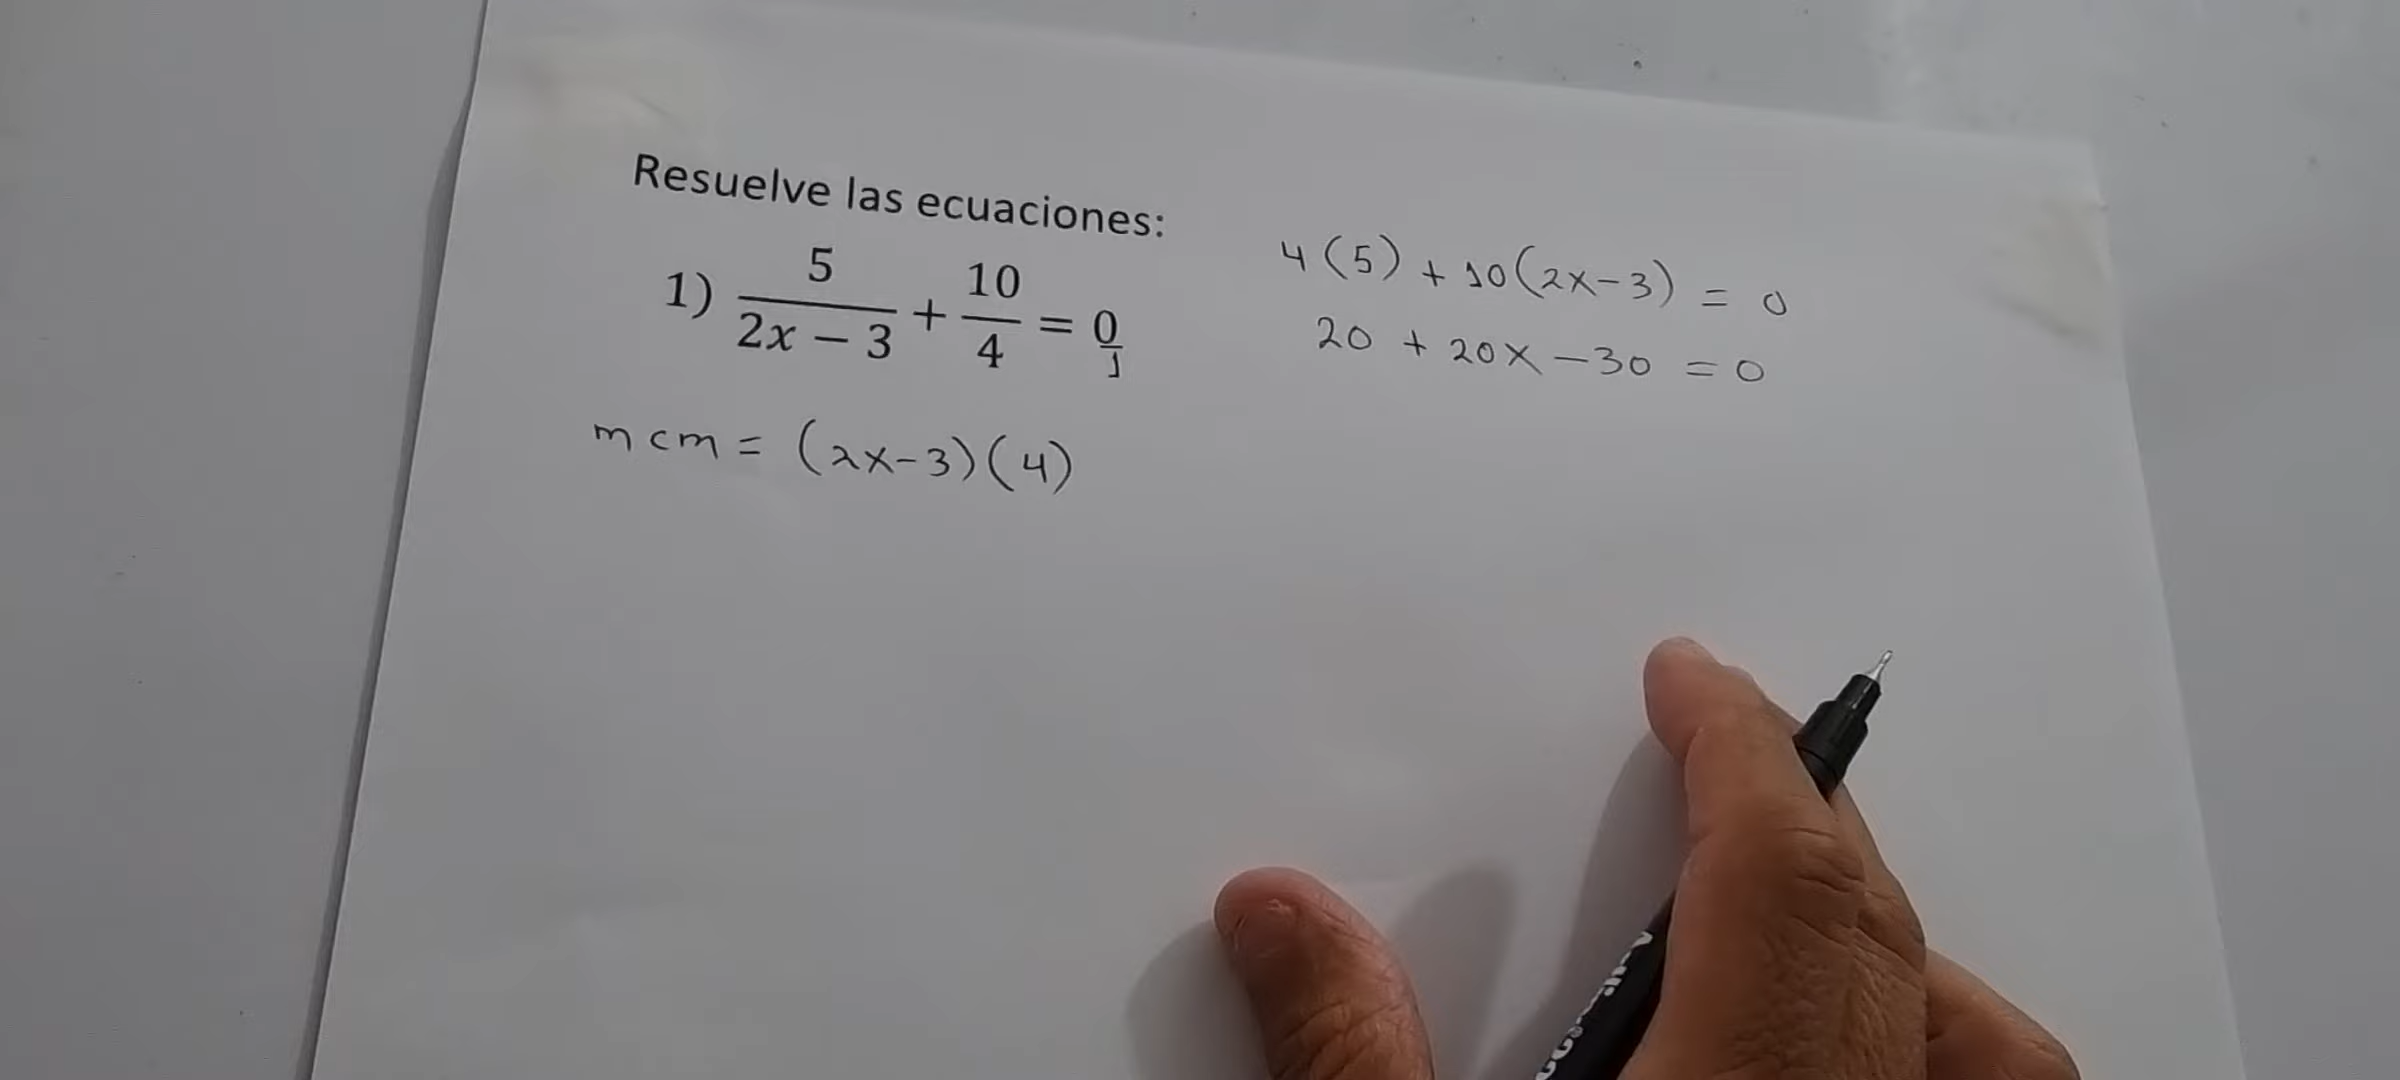 Resuelve las ecuaciones:
1) 5/(2x − 3) + 10/4 = 0/1
mcm = (2x-3)(4)
4(5) + 10(2x-3) = 0
20 + 20x - 30 = 0